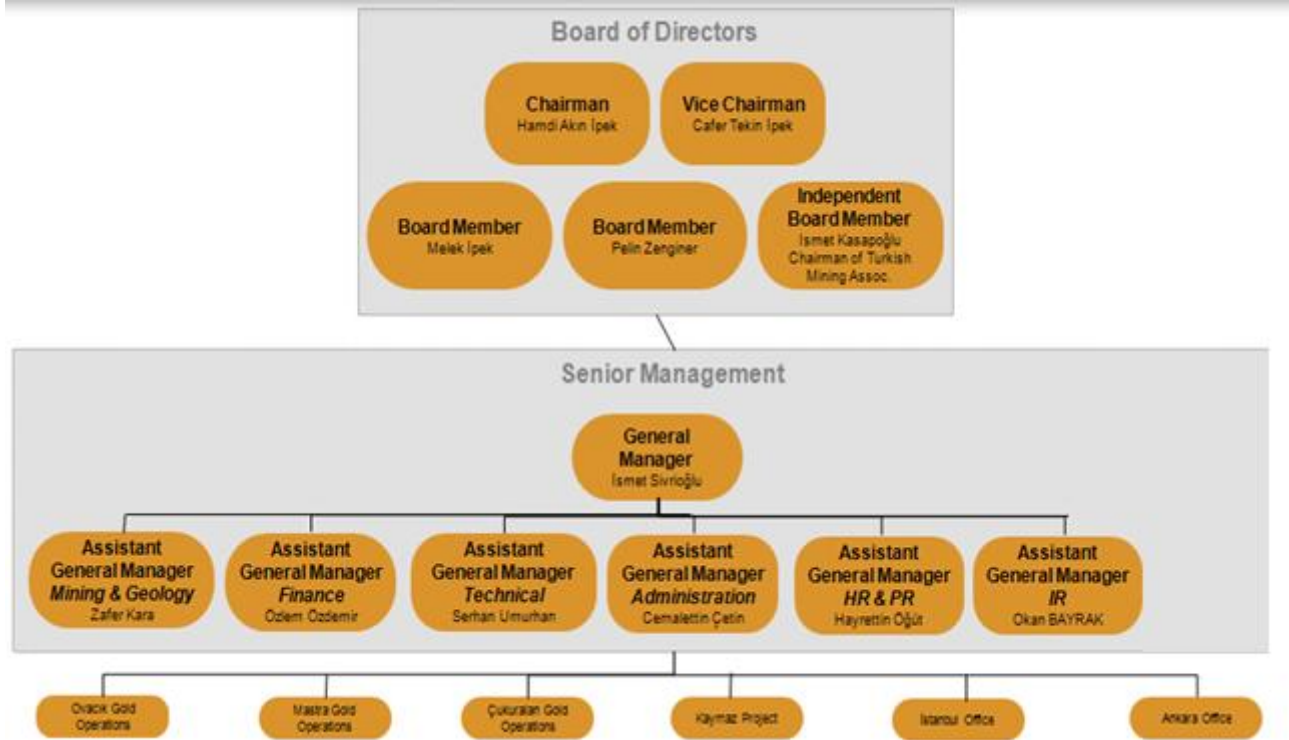 Board of Directors
Chairman
Hamdi Akın İpek
Vice Chairman
Cafer Tekin İpek
Board Member
Melek İpek
Board Member
Pelin Zenginer
Independent
Board Member
İsmet Kasapoğlu
Chairman of Turkish
Mining Assoc.
Senior Management
General
Manager
İsmet Sivrioğlu
Assistant
General Manager
Mining & Geology
Zafer Kara
Assistant
General Manager
Finance
Özlem Özdemir
Assistant
General Manager
Technical
Serhan Umurhan
Assistant
General Manager
Administration
Cemalettin Çetin
Assistant
General Manager
HR & PR
Hayrettin Öğüt
Assistant
General Manager
IR
Okan BAYRAK
Ovacık Gold
Operations
Mastra Gold
Operations
Çukuralan Gold
Operations
Kaymaz Project
İstanbul Office
Ankara Office